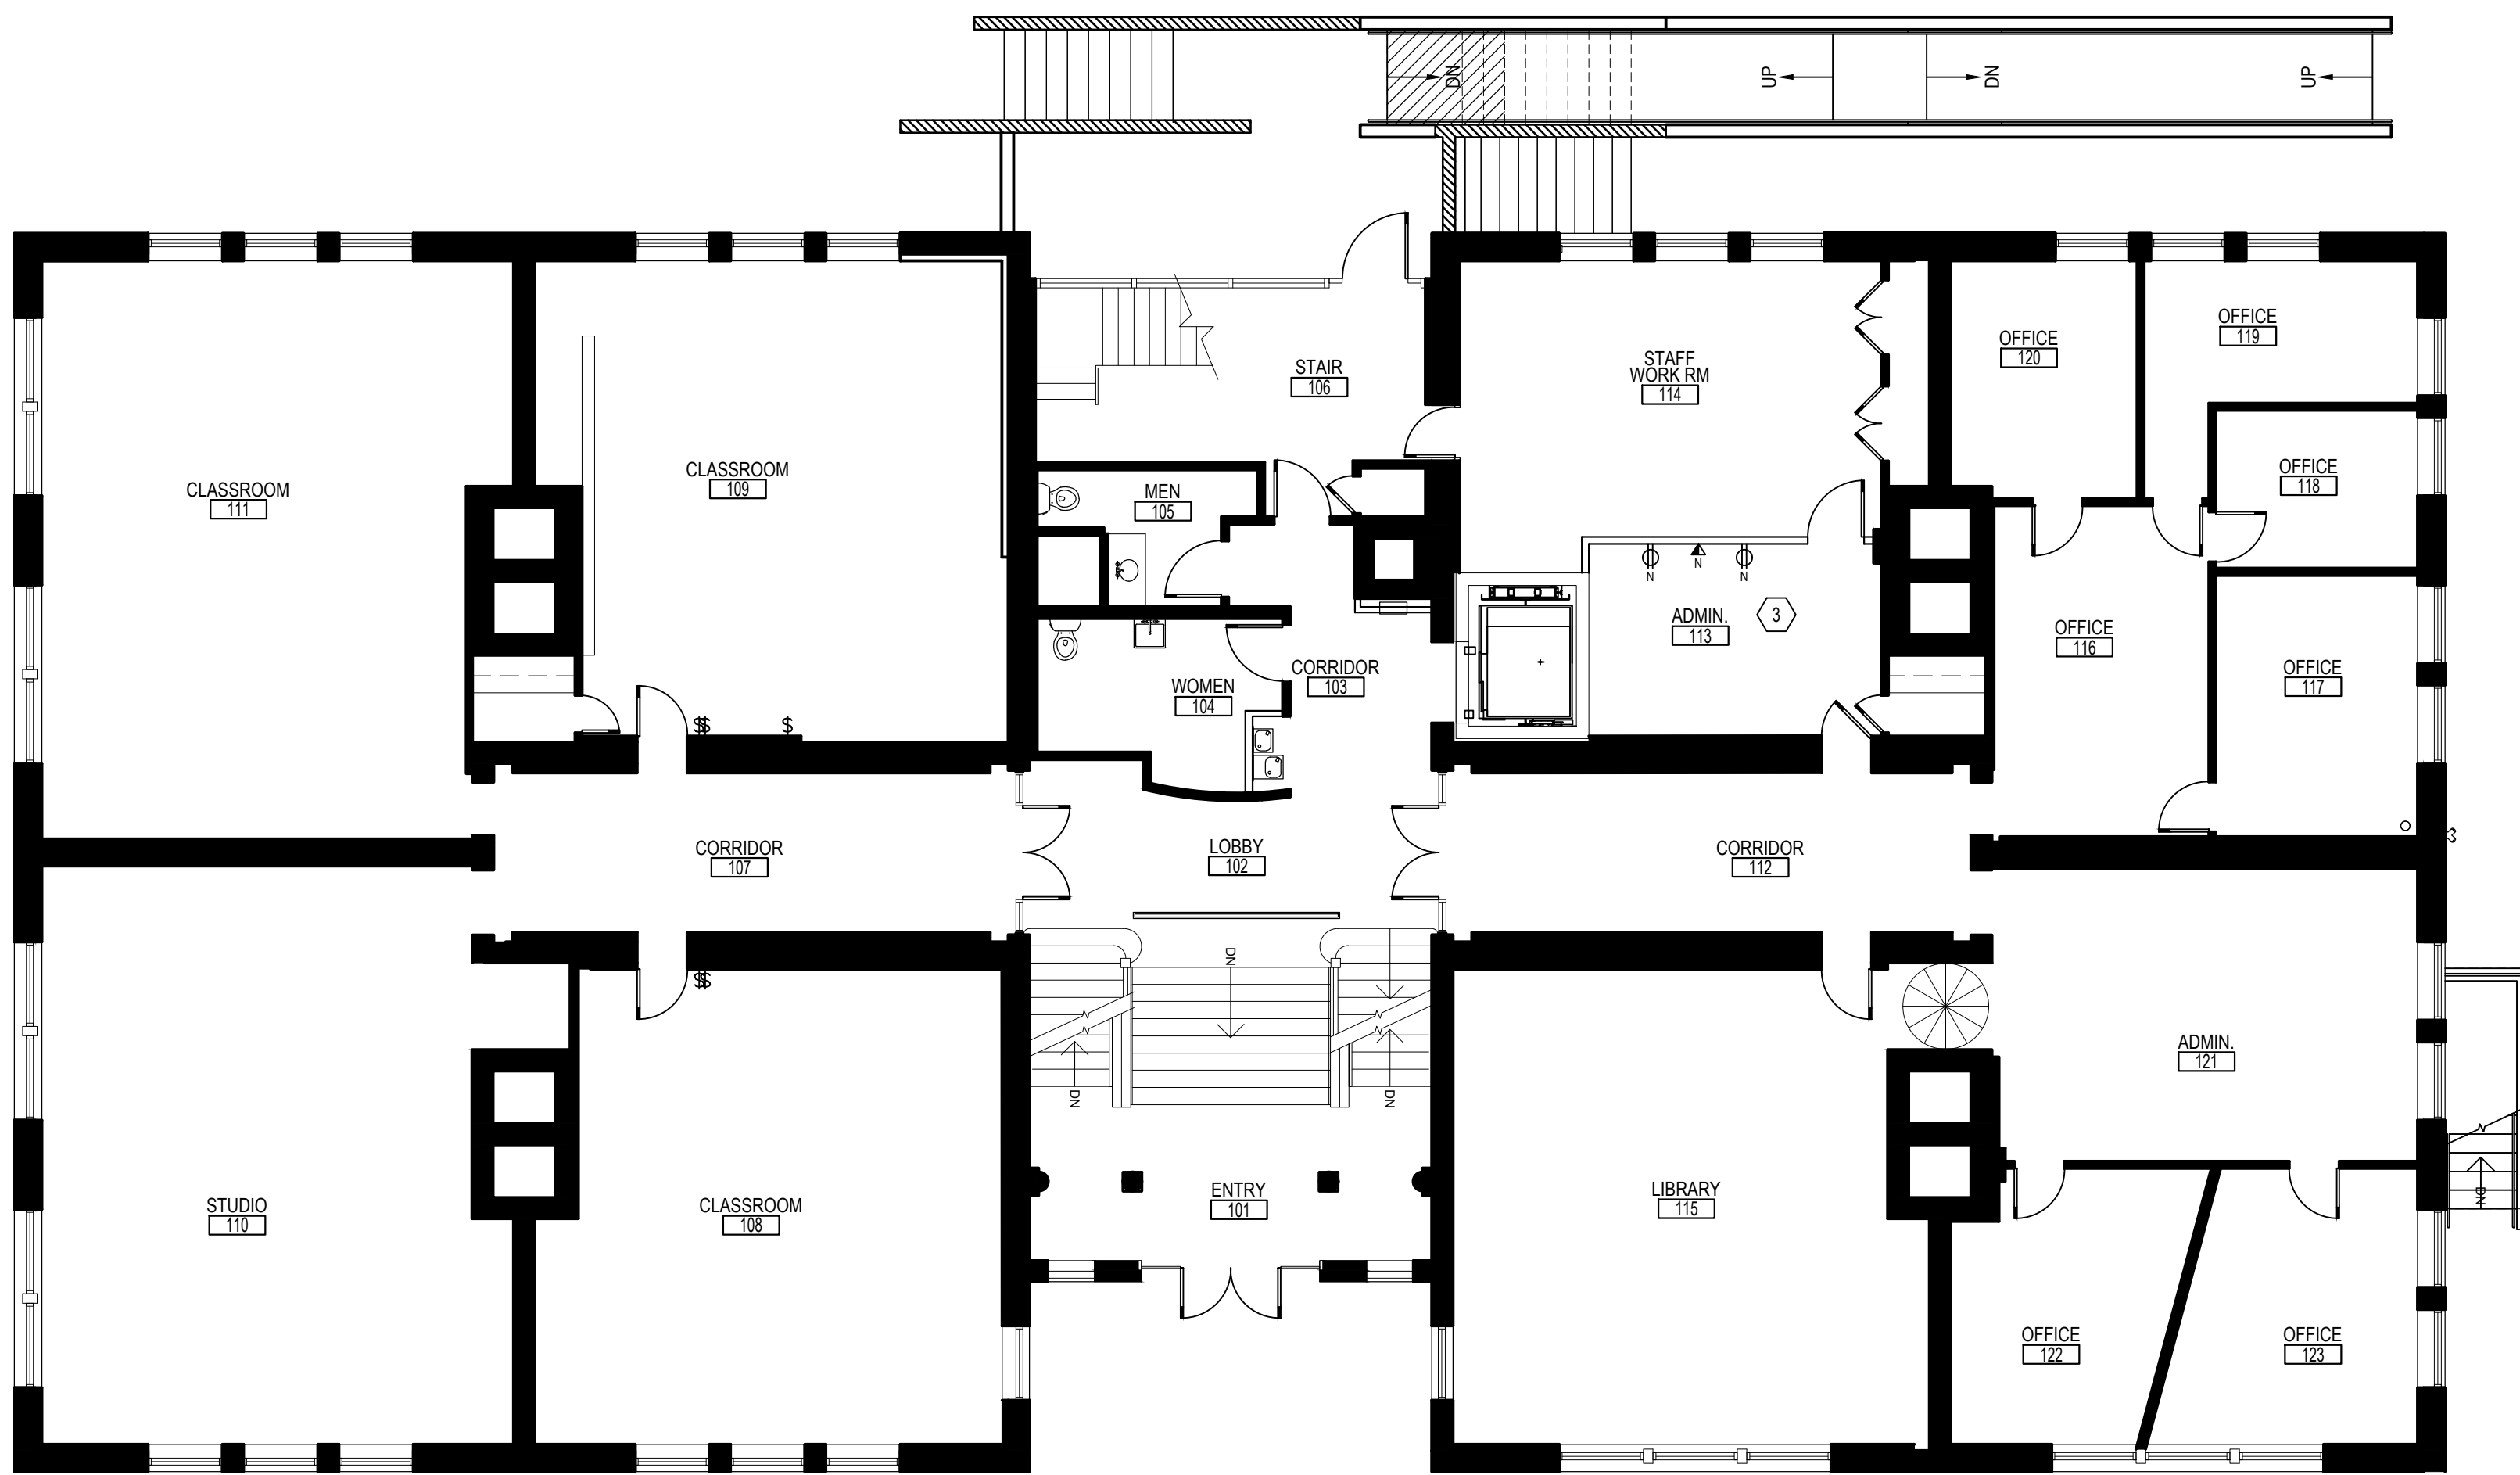 DN
UP
DN
UP
OFFICE
119
OFFICE
120
STAFF
WORK RM
114
STAIR
106
CLASSROOM
109
CLASSROOM
111
OFFICE
118
MEN
105
N
N
N
ADMIN.
113
3
OFFICE
116
OFFICE
117
CORRIDOR
103
WOMEN
104
$$
$
CORRIDOR
107
LOBBY
102
CORRIDOR
112
DN
$$
ADMIN.
121
DN
DN
DN
STUDIO
110
CLASSROOM
108
ENTRY
101
LIBRARY
115
OFFICE
122
OFFICE
123